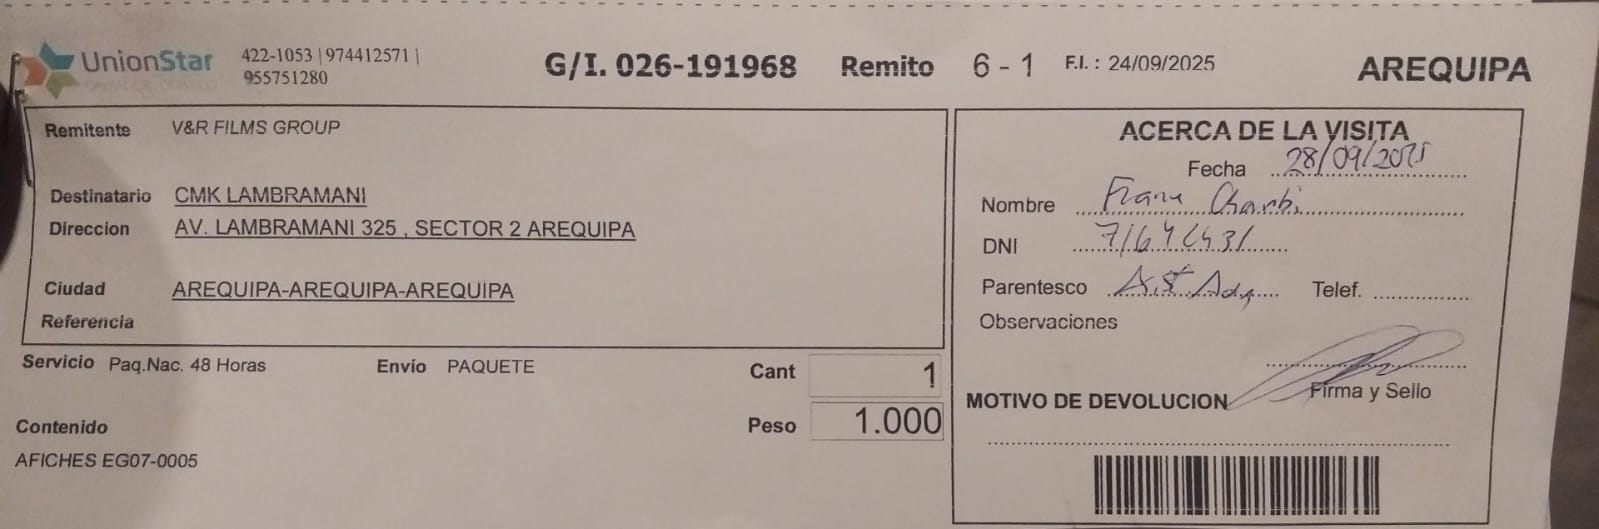 UnionStar
422-1053 | 974412571 |
955751280
G/I. 026-191968 Remito 6 - 1 F.I. : 24/09/2025 AREQUIPA
Remitente V&R FILMS GROUP
Destinatario CMK LAMBRAMANI
Direccion AV. LAMBRAMANI 325 , SECTOR 2 AREQUIPA
Ciudad AREQUIPA-AREQUIPA-AREQUIPA
Referencia
Servicio Paq.Nac. 48 Horas Envío PAQUETE Cant 1
Peso 1.000
Contenido
AFICHES EG07-0005
ACERCA DE LA VISITA
Fecha 28/09/2025
Nombre
DNI
Parentesco Telef.
Observaciones
Firma y Sello
MOTIVO DE DEVOLUCION